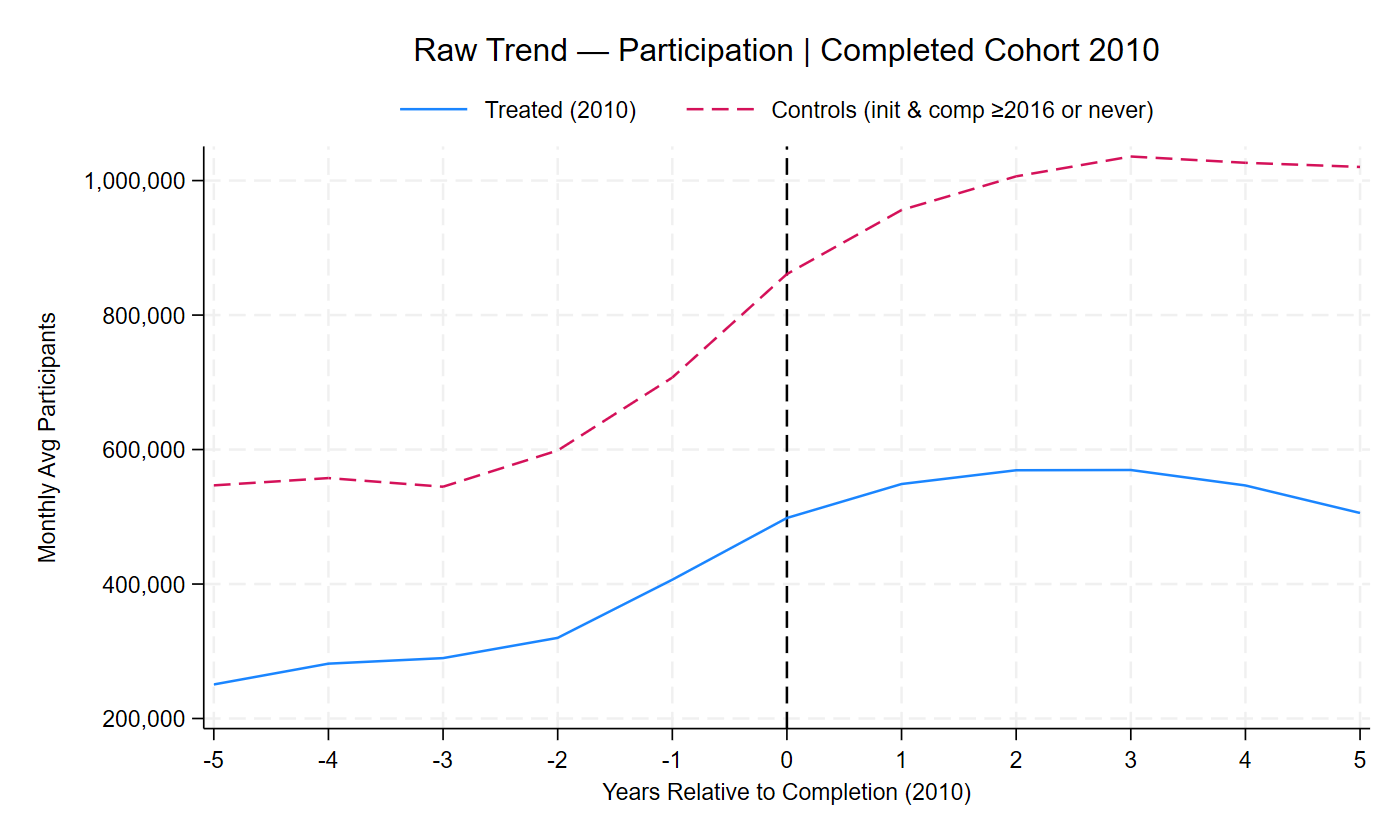 Raw Trend — Participation | Completed Cohort 2010
Treated (2010) Controls (init & comp ≥2016 or never)
1,000,000
800,000
600,000
400,000
200,000
Monthly Avg Participants
-5 -4 -3 -2 -1 0 1 2 3 4 5
Years Relative to Completion (2010)